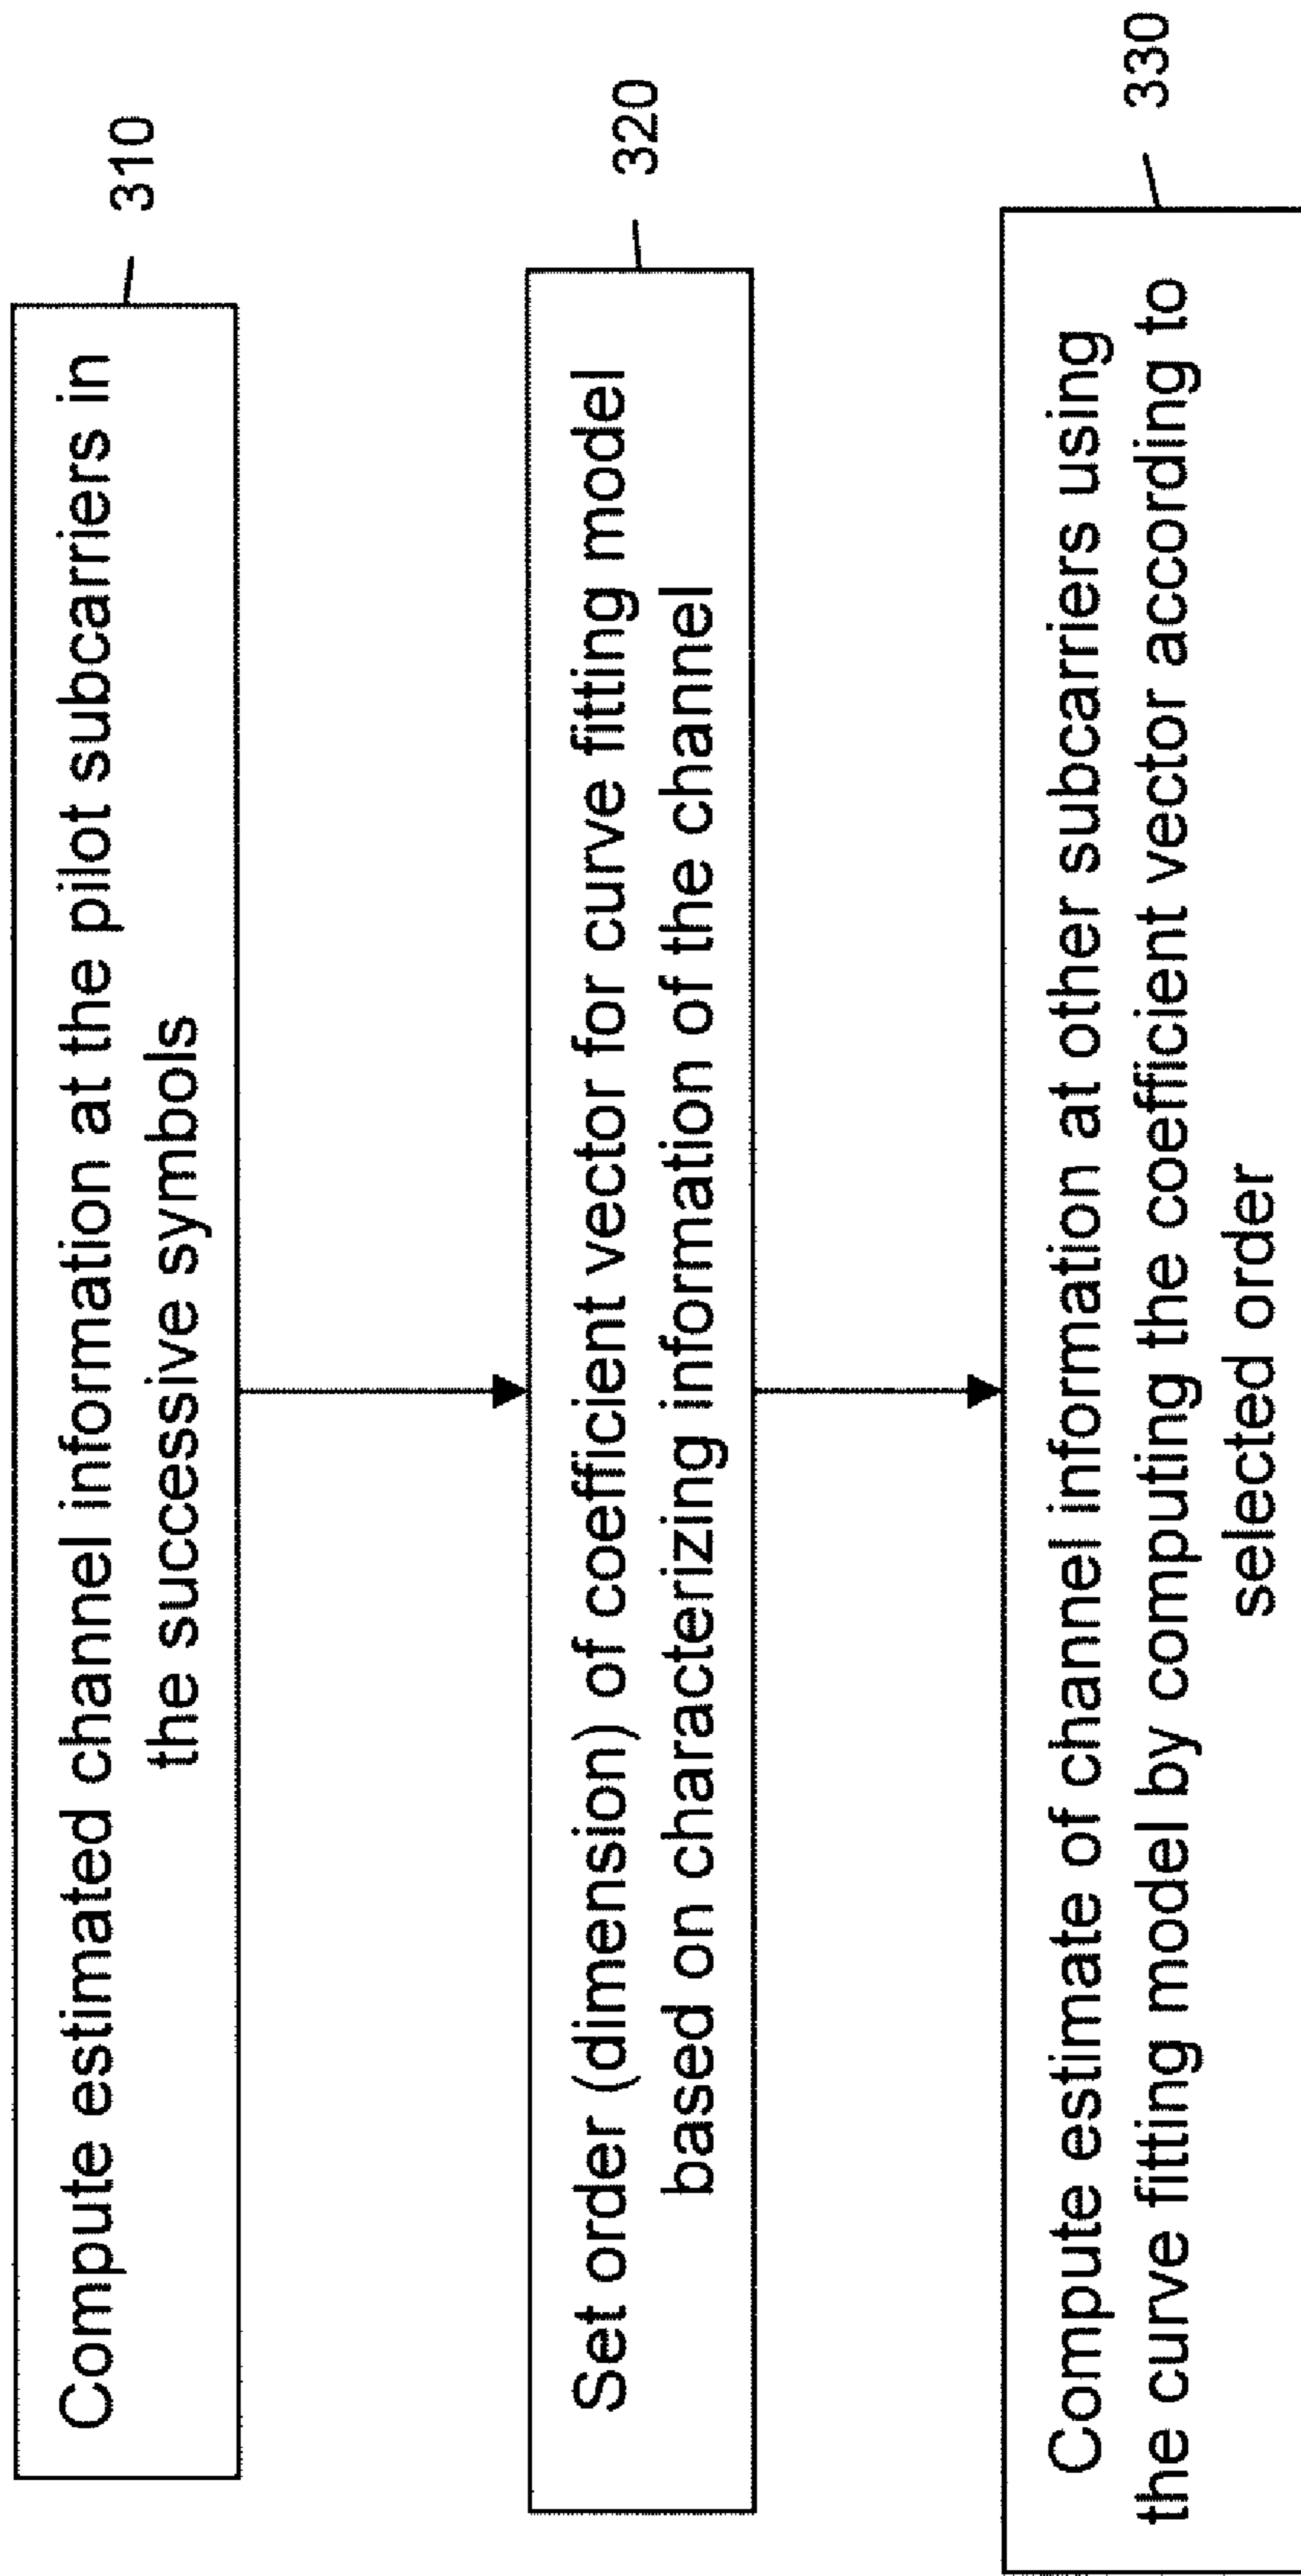 Compute estimated channel information at the pilot subcarriers in
the successive symbols
310
Set order (dimension) of coefficient vector for curve fitting model
based on characterizing information of the channel
320
Compute estimate of channel information at other subcarriers using
the curve fitting model by computing the coefficient vector according to
selected order
330